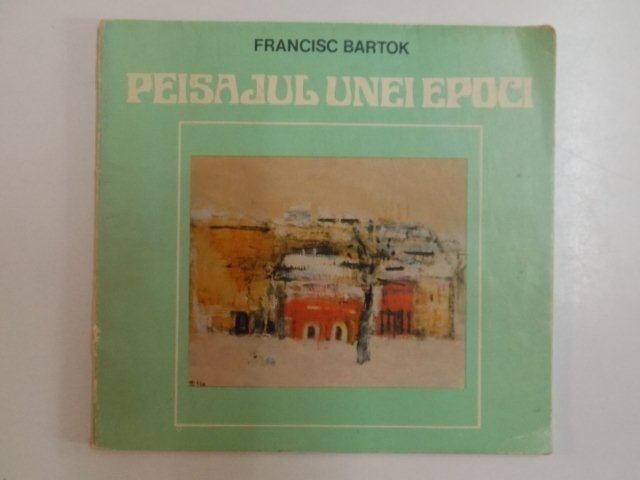 FRANCISC BARTOK
PEISAJUL UNEI EPOCI